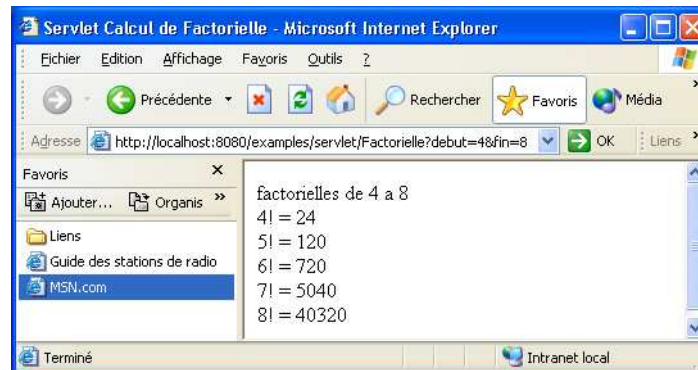 Servlet Calcul de Factorielle - Microsoft Internet Explorer
Fichier Edition Affichage Favoris Outils ?
Précédente Rechercher Favoris Média »
Adresse http://localhost:8080/examples/servlet/Factorielle?debut=4&fin=8 OK Liens »
Favoris ×
Ajouter... Organis »
Liens
Guide des stations de radio
MSN.com
factorielles de 4 a 8
4! = 24
5! = 120
6! = 720
7! = 5040
8! = 40320
Terminé Intranet local